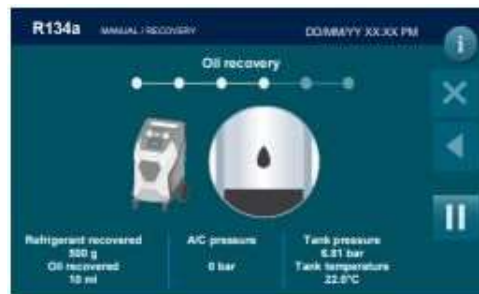 R134a MANUAL / RECOVERY DD/MM/YY XX:XX PM
Oil recovery
Refrigerant recovered A/C pressure Tank pressure
500 g 6.81 bar
Oil recovered 0 bar Tank temperature
10 ml 22.0°C